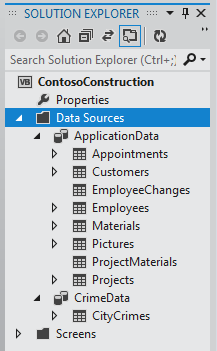 SOLUTION EXPLORER
Search Solution Explorer (Ctrl+;)
VB ContosoConstruction
Properties
Data Sources
ApplicationData
Appointments
Customers
EmployeeChanges
Employees
Materials
Pictures
ProjectMaterials
Projects
CrimeData
CityCrimes
Screens